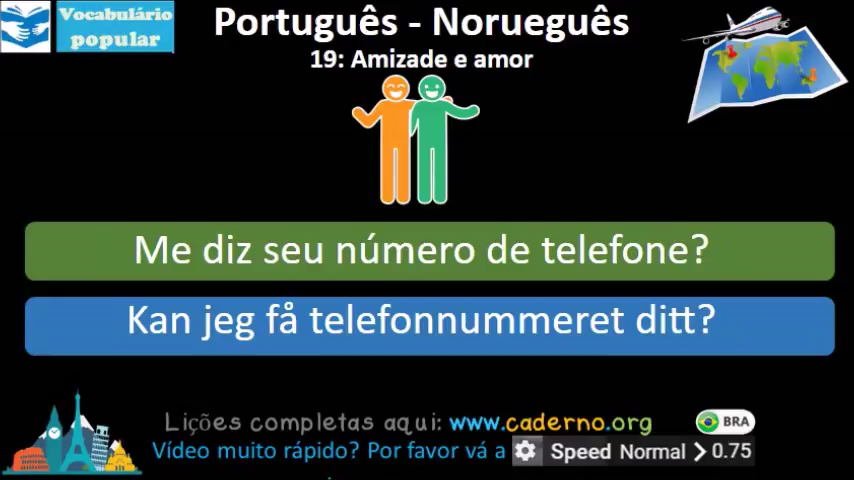 Vocabulário
popular
Português - Norueguês
19: Amizade e amor
Me diz seu número de telefone?
Kan jeg få telefonnummeret ditt?
Lições completas aqui: www.caderno.org
BRA
Vídeo muito rápido? Por favor vá a Speed Normal > 0.75